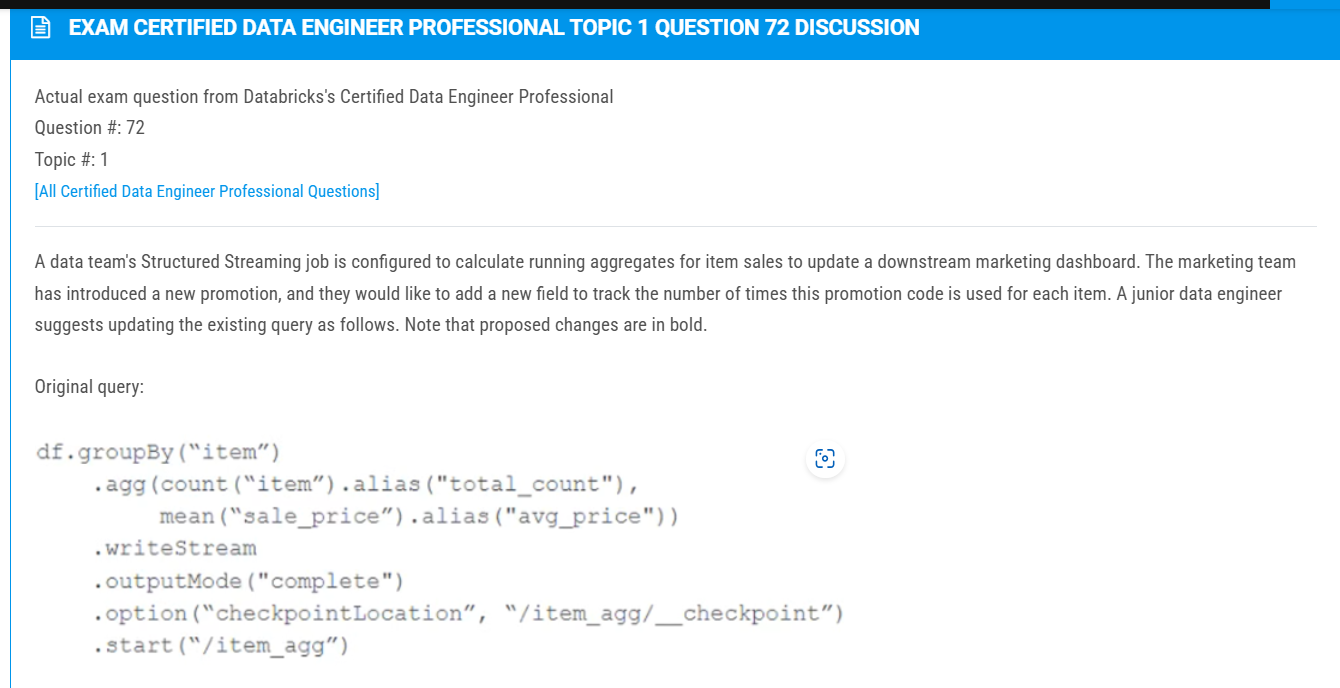 EXAM CERTIFIED DATA ENGINEER PROFESSIONAL TOPIC 1 QUESTION 72 DISCUSSION
Actual exam question from Databricks's Certified Data Engineer Professional
Question #: 72
Topic #: 1
[All Certified Data Engineer Professional Questions]
A data team's Structured Streaming job is configured to calculate running aggregates for item sales to update a downstream marketing dashboard. The marketing team
has introduced a new promotion, and they would like to add a new field to track the number of times this promotion code is used for each item. A junior data engineer
suggests updating the existing query as follows. Note that proposed changes are in bold.
Original query:
df.groupBy(“item”)
.agg(count(“item”).alias("total_count"),
mean(“sale_price”).alias("avg_price"))
.writeStream
.outputMode("complete")
.option(“checkpointLocation”, “/item_agg/__checkpoint”)
.start(“/item_agg”)